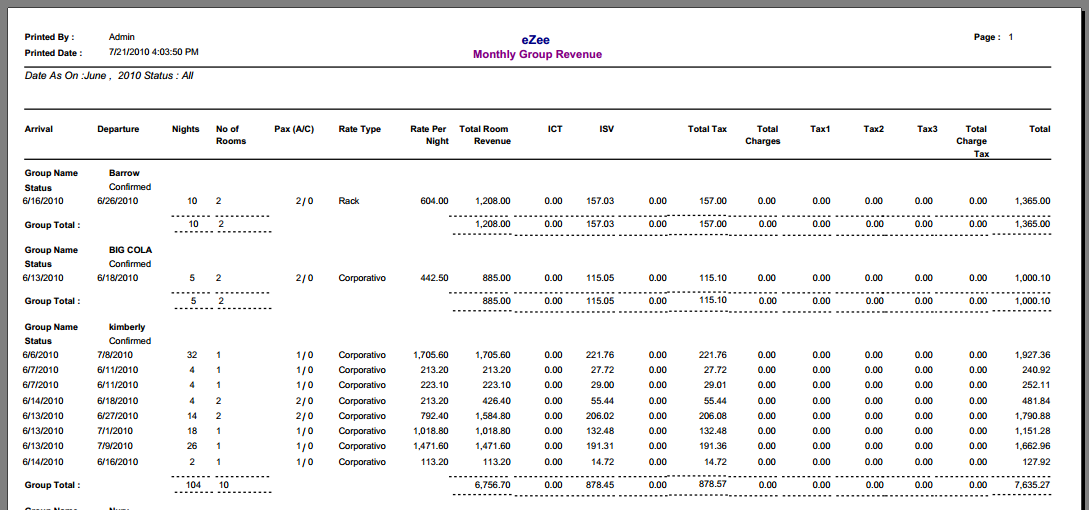 Printed By : Admin eZee Page : 1
Printed Date : 7/21/2010 4:03:50 PM Monthly Group Revenue
Date As On :June , 2010 Status : All
Arrival Departure Nights No of Rooms Pax (A/C) Rate Type Rate Per Night Total Room Revenue ICT ISV Total Tax Total Charges Tax1 Tax2 Tax3 Total Charge Tax Total
Group Name Barrow
Status Confirmed
6/16/2010 6/26/2010 10 2 2/0 Rack 604.00 1,208.00 0.00 157.03 0.00 157.00 0.00 0.00 0.00 0.00 0.00 1,365.00
Group Total : 10 2 1,208.00 0.00 157.03 0.00 157.00 0.00 0.00 0.00 0.00 0.00 1,365.00
Group Name BIG COLA
Status Confirmed
6/13/2010 6/18/2010 5 2 2/0 Corporativo 442.50 885.00 0.00 115.05 0.00 115.10 0.00 0.00 0.00 0.00 0.00 1,000.10
Group Total : 5 2 885.00 0.00 115.05 0.00 115.10 0.00 0.00 0.00 0.00 0.00 1,000.10
Group Name kimberly
Status Confirmed
6/6/2010 7/8/2010 32 1 1/0 Corporativo 1,705.60 1,705.60 0.00 221.76 0.00 221.76 0.00 0.00 0.00 0.00 0.00 1,927.36
6/7/2010 6/11/2010 4 1 1/0 Corporativo 213.20 213.20 0.00 27.72 0.00 27.72 0.00 0.00 0.00 0.00 0.00 240.92
6/7/2010 6/11/2010 4 1 1/0 Corporativo 223.10 223.10 0.00 29.00 0.00 29.01 0.00 0.00 0.00 0.00 0.00 252.11
6/14/2010 6/18/2010 4 2 2/0 Corporativo 213.20 426.40 0.00 55.44 0.00 55.44 0.00 0.00 0.00 0.00 0.00 481.84
6/13/2010 6/27/2010 14 2 2/0 Corporativo 792.40 1,584.80 0.00 206.02 0.00 206.08 0.00 0.00 0.00 0.00 0.00 1,790.88
6/13/2010 7/1/2010 18 1 1/0 Corporativo 1,018.80 1,018.80 0.00 132.48 0.00 132.48 0.00 0.00 0.00 0.00 0.00 1,151.28
6/13/2010 7/9/2010 26 1 1/0 Corporativo 1,471.60 1,471.60 0.00 191.31 0.00 191.36 0.00 0.00 0.00 0.00 0.00 1,662.96
6/14/2010 6/16/2010 2 1 1/0 Corporativo 113.20 113.20 0.00 14.72 0.00 14.72 0.00 0.00 0.00 0.00 0.00 127.92
Group Total : 104 10 6,756.70 0.00 878.45 0.00 878.57 0.00 0.00 0.00 0.00 0.00 7,635.27